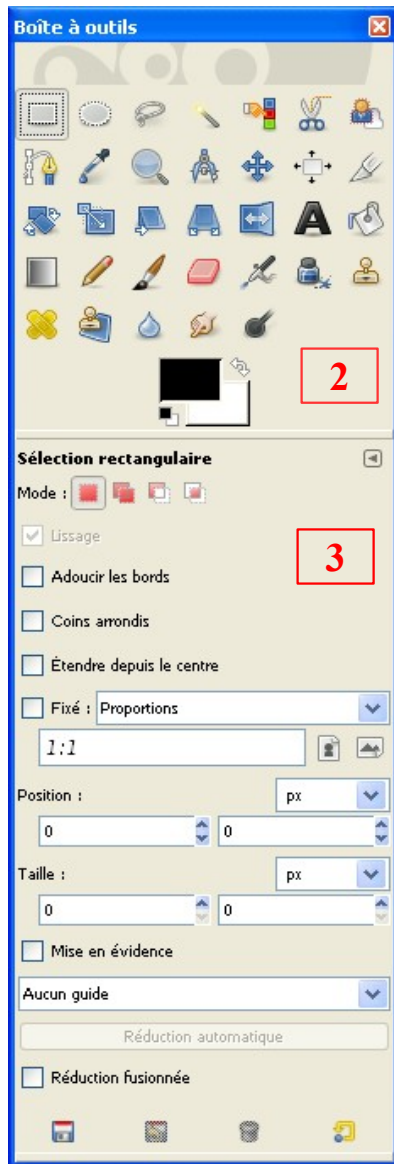 Boîte à outils
A
2
Sélection rectangulaire
Mode :
Lissage
3
Adoucir les bords
Coins arrondis
Étendre depuis le centre
Fixé : Proportions
1:1
Position : px
0 0
Taille : px
0 0
Mise en évidence
Aucun guide
Réduction automatique
Réduction fusionnée